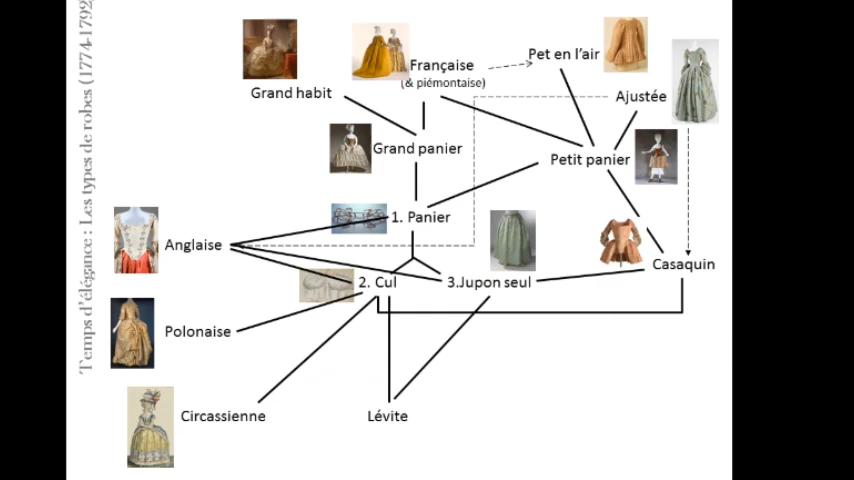 Temps d'élégance : Les types de robes (1774-1792
Française
(& piémontaise)
Pet en l'air
Grand habit
Ajustée
Grand panier
Petit panier
1. Panier
Anglaise
Casaquin
2. Cul
3.Jupon seul
Polonaise
Circassienne
Lévite